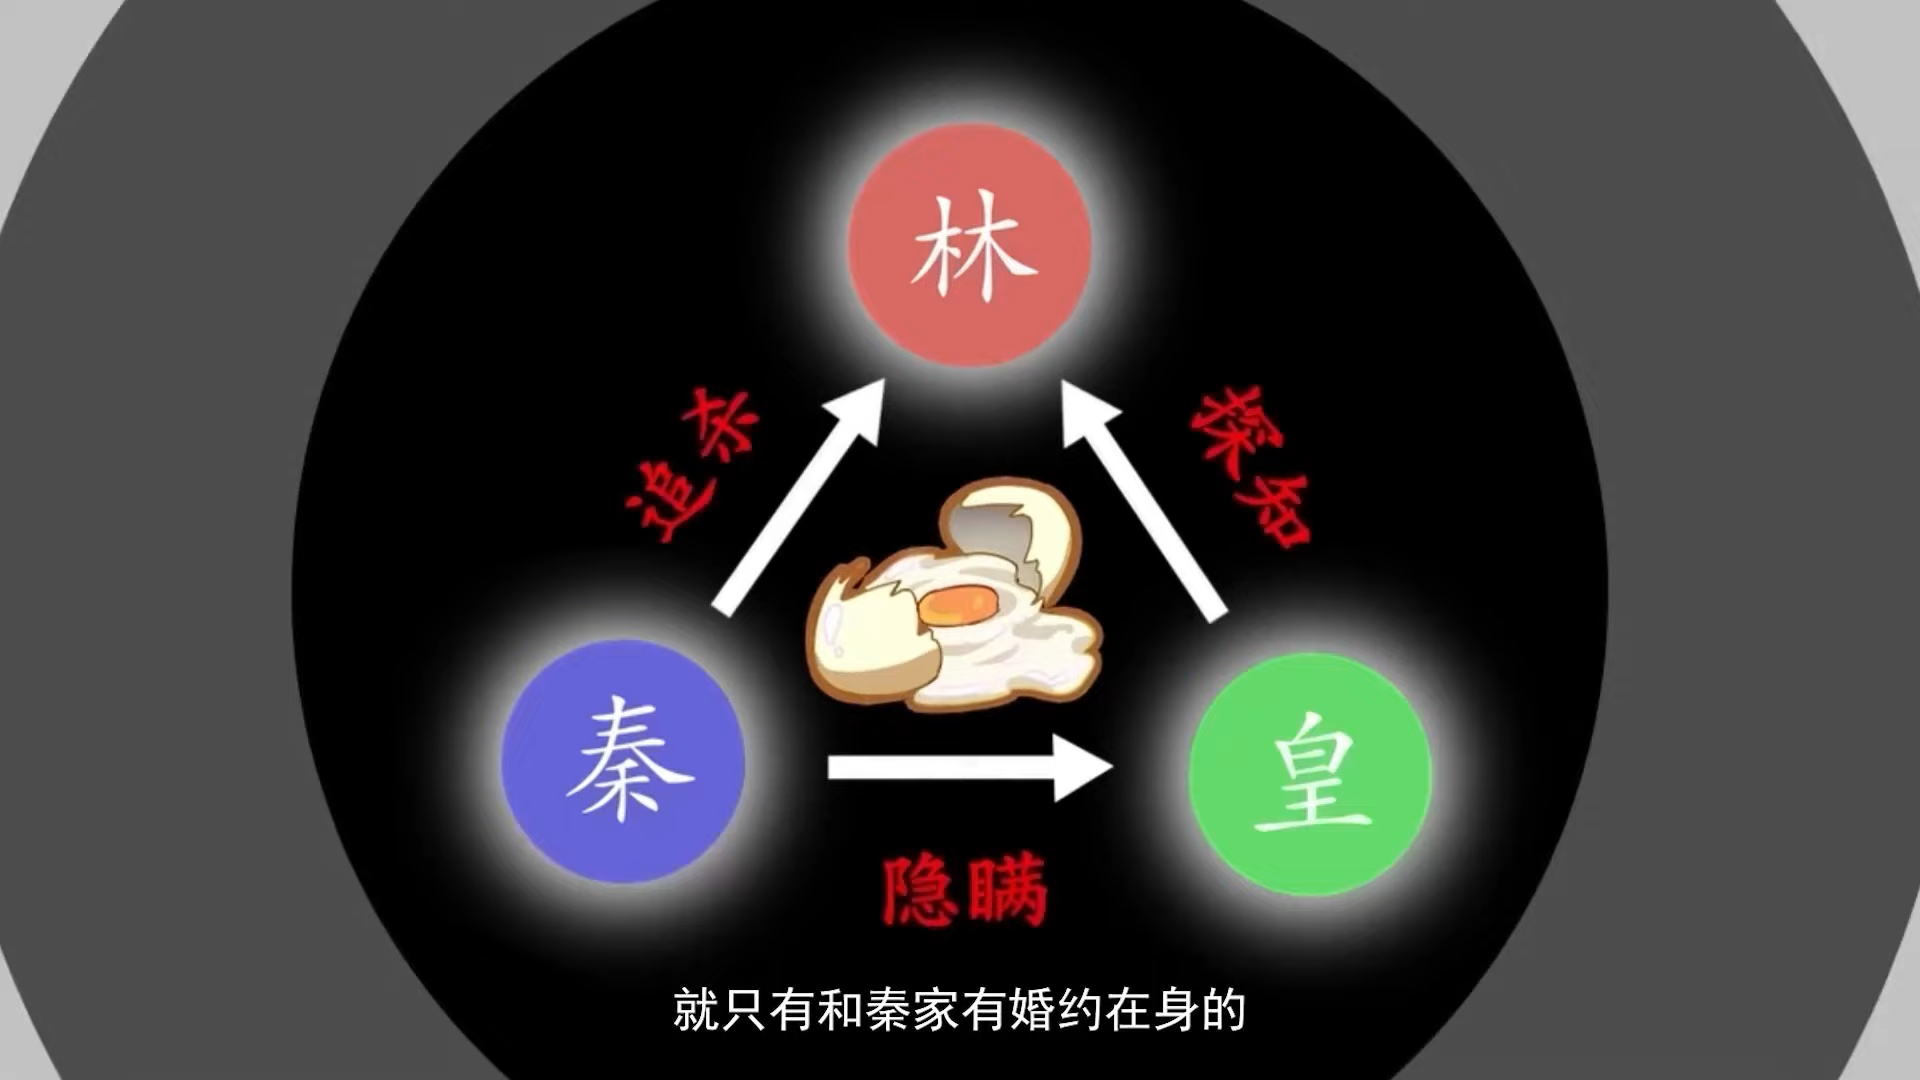 林
追杀
探知
秦
皇
隐瞒
就只有和秦家有婚约在身的